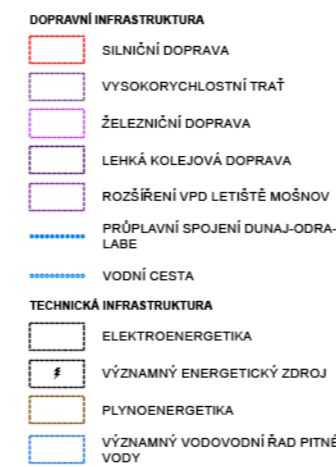 DOPRAVNÍ INFRASTRUKTURA
SILNIČNÍ DOPRAVA
VYSOKORYCHLOSTNÍ TRAŤ
ŽELEZNIČNÍ DOPRAVA
LEHKÁ KOLEJOVÁ DOPRAVA
ROZŠÍŘENÍ VPD LETIŠTĚ MOŠNOV
PRŮPLAVNÍ SPOJENÍ DUNAJ-ODRA-
LABE
VODNÍ CESTA
TECHNICKÁ INFRASTRUKTURA
ELEKTROENERGETIKA
VÝZNAMNÝ ENERGETICKÝ ZDROJ
PLYNOENERGETIKA
VÝZNAMNÝ VODOVODNÍ ŘAD PITNÉ
VODY